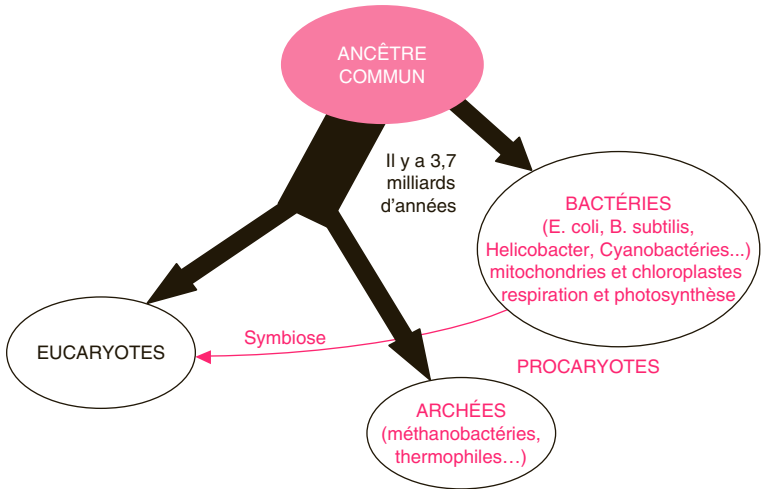 ANCÊTRE
COMMUN
Il y a 3,7
milliards
d'années
BACTÉRIES
(E. coli, B. subtilis,
Helicobacter, Cyanobactéries...)
mitochondries et chloroplastes
respiration et photosynthèse
Symbiose
EUCARYOTES
PROCARYOTES
ARCHÉES
(méthanobactéries,
thermophiles…)